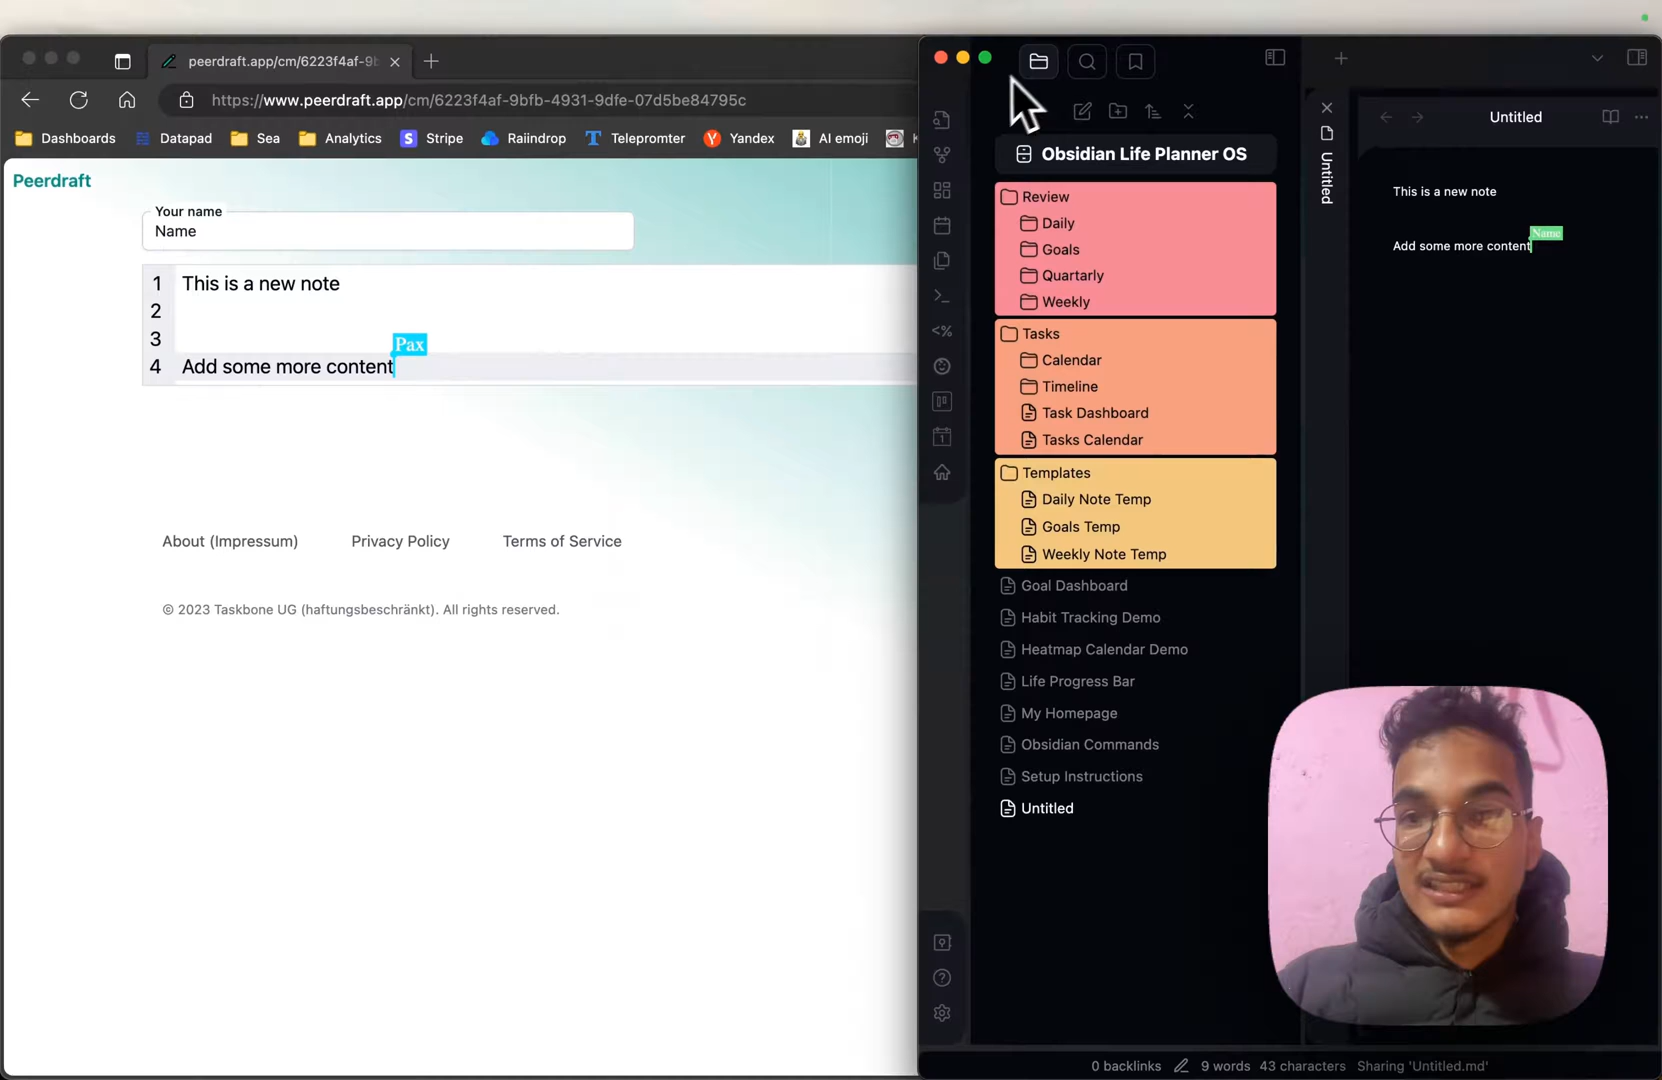 peerdraft.app/cm/6223f4af-9b
https://www.peerdraft.app/cm/6223f4af-9bfb-4931-9dfe-07d5be84795c
Dashboards
Datapad
Sea
Analytics
Stripe
Raiindrop
Telepromter
Yandex
AI emoji
Peerdraft
Your name
Name
1 This is a new note
2
3
Pax
4 Add some more content
About (Impressum)
Privacy Policy
Terms of Service
© 2023 Taskbone UG (haftungsbeschränkt). All rights reserved.
Obsidian Life Planner OS
Review
Daily
Goals
Quartarly
Weekly
Tasks
Calendar
Timeline
Task Dashboard
Tasks Calendar
Templates
Daily Note Temp
Goals Temp
Weekly Note Temp
Goal Dashboard
Habit Tracking Demo
Heatmap Calendar Demo
Life Progress Bar
My Homepage
Obsidian Commands
Setup Instructions
Untitled
Untitled
Untitled
This is a new note
Name
Add some more content
0 backlinks
9 words
43 characters
Sharing 'Untitled.md'